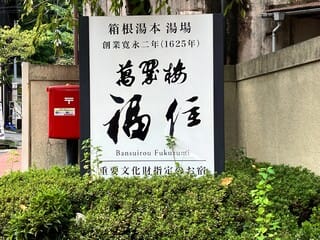 箱根湯本 湯場
創業寛永二年(1625年)
萬翠楼
福住
Bansuirou Fukuzumi
重要文化財指定のお宿